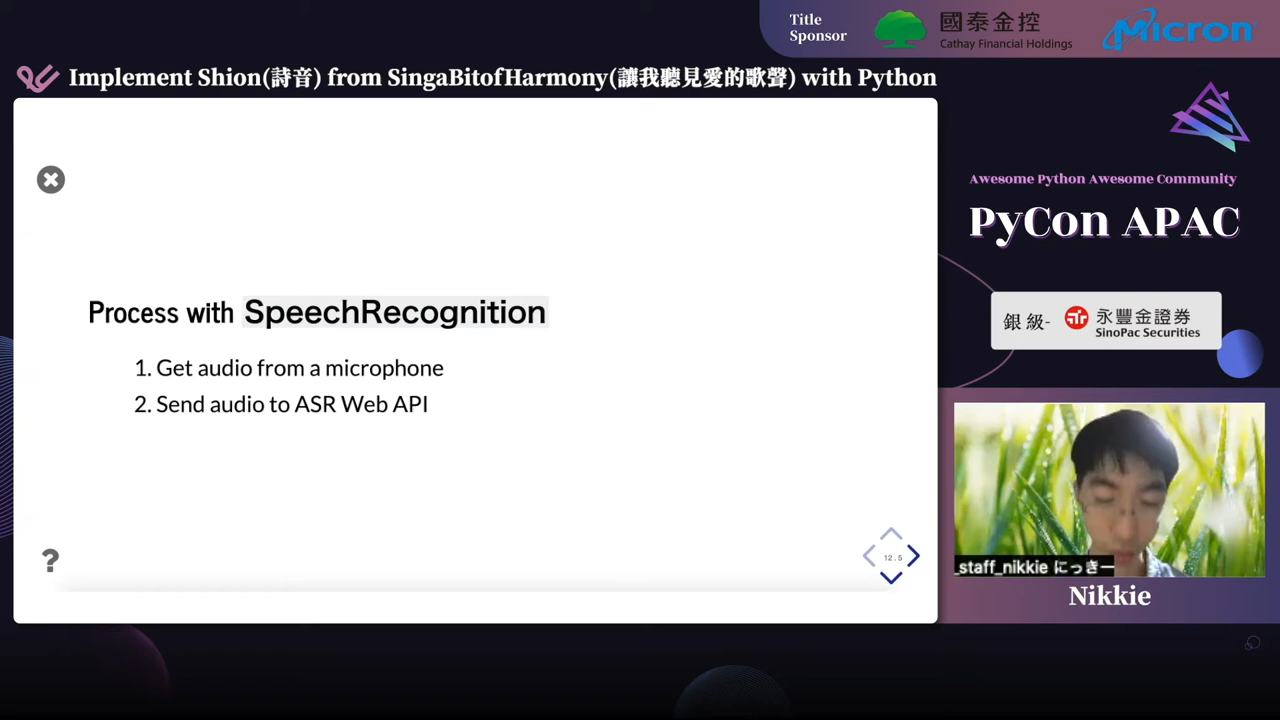 Title
Sponsor
國泰金控
Cathay Financial Holdings
Micron
Implement Shion(詩音) from SingaBitofHarmony(讓我聽見愛的歌聲) with Python
Process with SpeechRecognition
1. Get audio from a microphone
2. Send audio to ASR Web API
?
12.5
Awesome Python Awesome Community
PyCon APAC
銀級-
永豐金證券
SinoPac Securities
_staff_nikkie にっきー
Nikkie